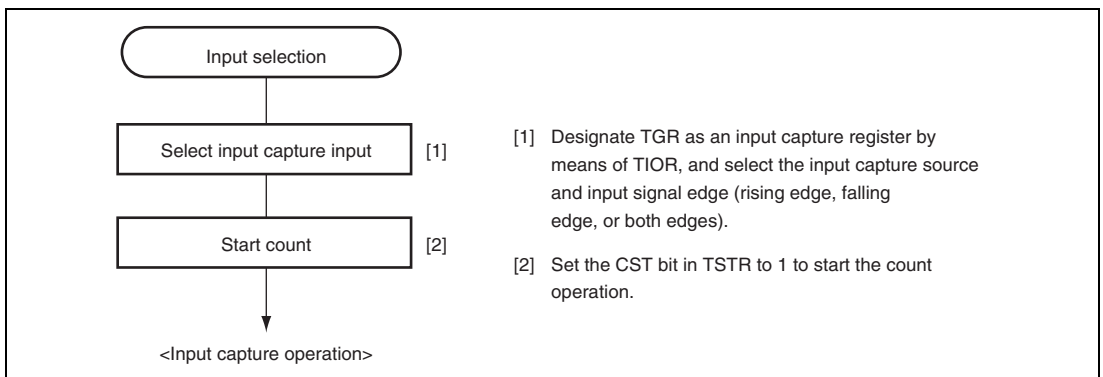 Input selection
Select input capture input
[1]
Start count
[2]
<Input capture operation>
[1] Designate TGR as an input capture register by
means of TIOR, and select the input capture source
and input signal edge (rising edge, falling
edge, or both edges).
[2] Set the CST bit in TSTR to 1 to start the count
operation.